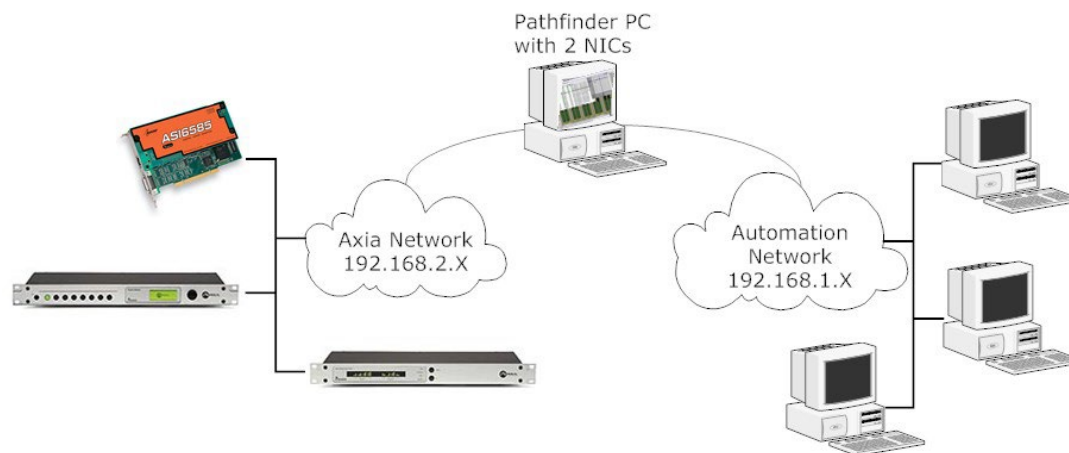 Pathfinder PC
with 2 NICs
ASI6585
Axia Network
192.168.2.X
Automation
Network
192.168.1.X